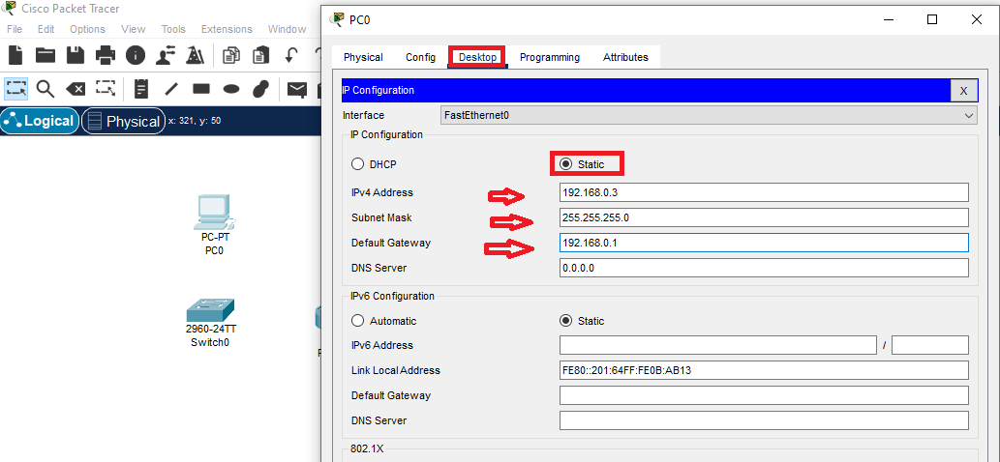 Cisco Packet Tracer
File Edit Options View Tools Extensions Window
Logical Physical x: 321, y: 50
PC-PT
PC0
2960-24TT
Switch0
PC0
Physical Config Desktop Programming Attributes
IP Configuration X
Interface FastEthernet0
IP Configuration
DHCP Static
IPv4 Address 192.168.0.3
Subnet Mask 255.255.255.0
Default Gateway 192.168.0.1
DNS Server 0.0.0.0
IPv6 Configuration
Automatic Static
IPv6 Address /
Link Local Address FE80::201:64FF:FE0B:AB13
Default Gateway
DNS Server
802.1X